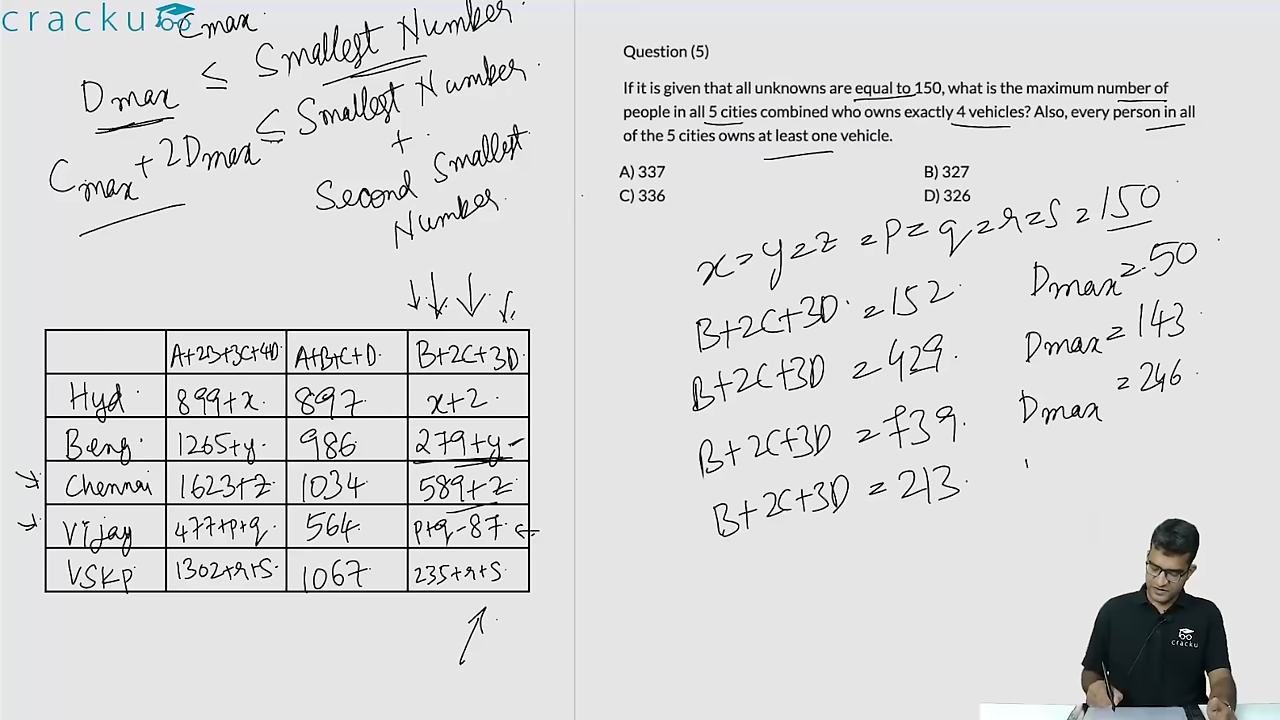 cracku
Cmax
Dmax ≤ Smallest Number.
Cmax + 2Dmax ≤ Smallest Number.
+
Second Smallest
Number.
A+2B+3C+4D A+B+C+D. B+2C+3D
Hyd. 899+x. 897 x+2.
Beng. 1265+y. 986 279+y
Chennai 1623+z 1034 589+z
Vijay 477+p+q. 564 p+q-87.
VSKP 1302+r+s. 1067 235+r+s.
Question (5)
If it is given that all unknowns are equal to 150, what is the maximum number of
people in all 5 cities combined who owns exactly 4 vehicles? Also, every person in all
of the 5 cities owns at least one vehicle.
A) 337 B) 327
C) 336 D) 326
x=y=z=p=q=r=s=150
B+2C+3D=152. Dmax=50
B+2C+3D=429. Dmax=143
B+2C+3D=739. Dmax=246.
B+2C+3D=213.
cracku